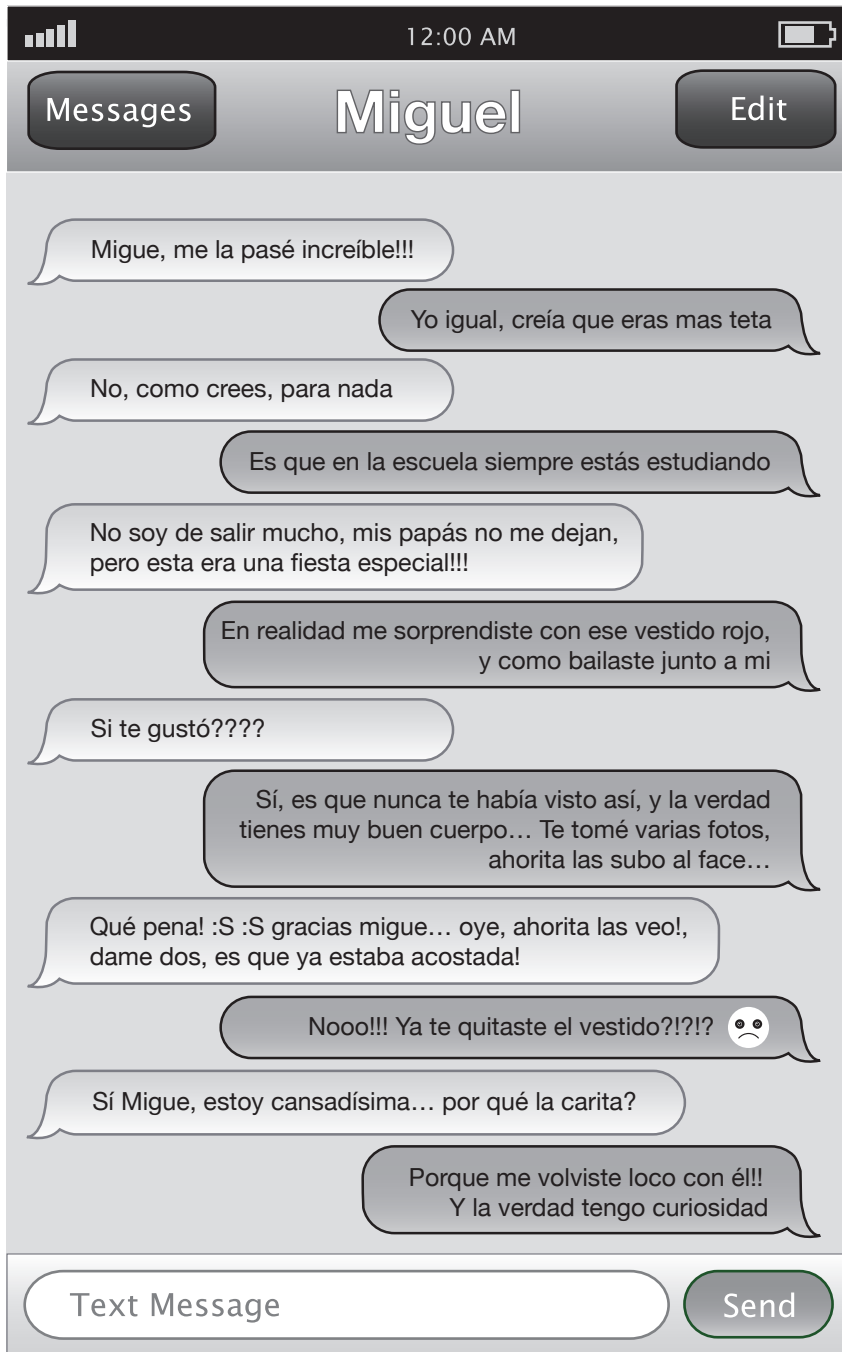 12:00 AM
Messages
Miguel
Edit
Migue, me la pasé increíble!!!
Yo igual, creía que eras mas teta
No, como crees, para nada
Es que en la escuela siempre estás estudiando
No soy de salir mucho, mis papás no me dejan,
pero esta era una fiesta especial!!!
En realidad me sorprendiste con ese vestido rojo,
y como bailaste junto a mi
Si te gustó????
Sí, es que nunca te había visto así, y la verdad
tienes muy buen cuerpo… Te tomé varias fotos,
ahorita las subo al face…
Qué pena! :S :S gracias migue… oye, ahorita las veo!,
dame dos, es que ya estaba acostada!
Nooo!!! Ya te quitaste el vestido?!?!?
Sí Migue, estoy cansadísima… por qué la carita?
Porque me volviste loco con él!!
Y la verdad tengo curiosidad
Text Message
Send